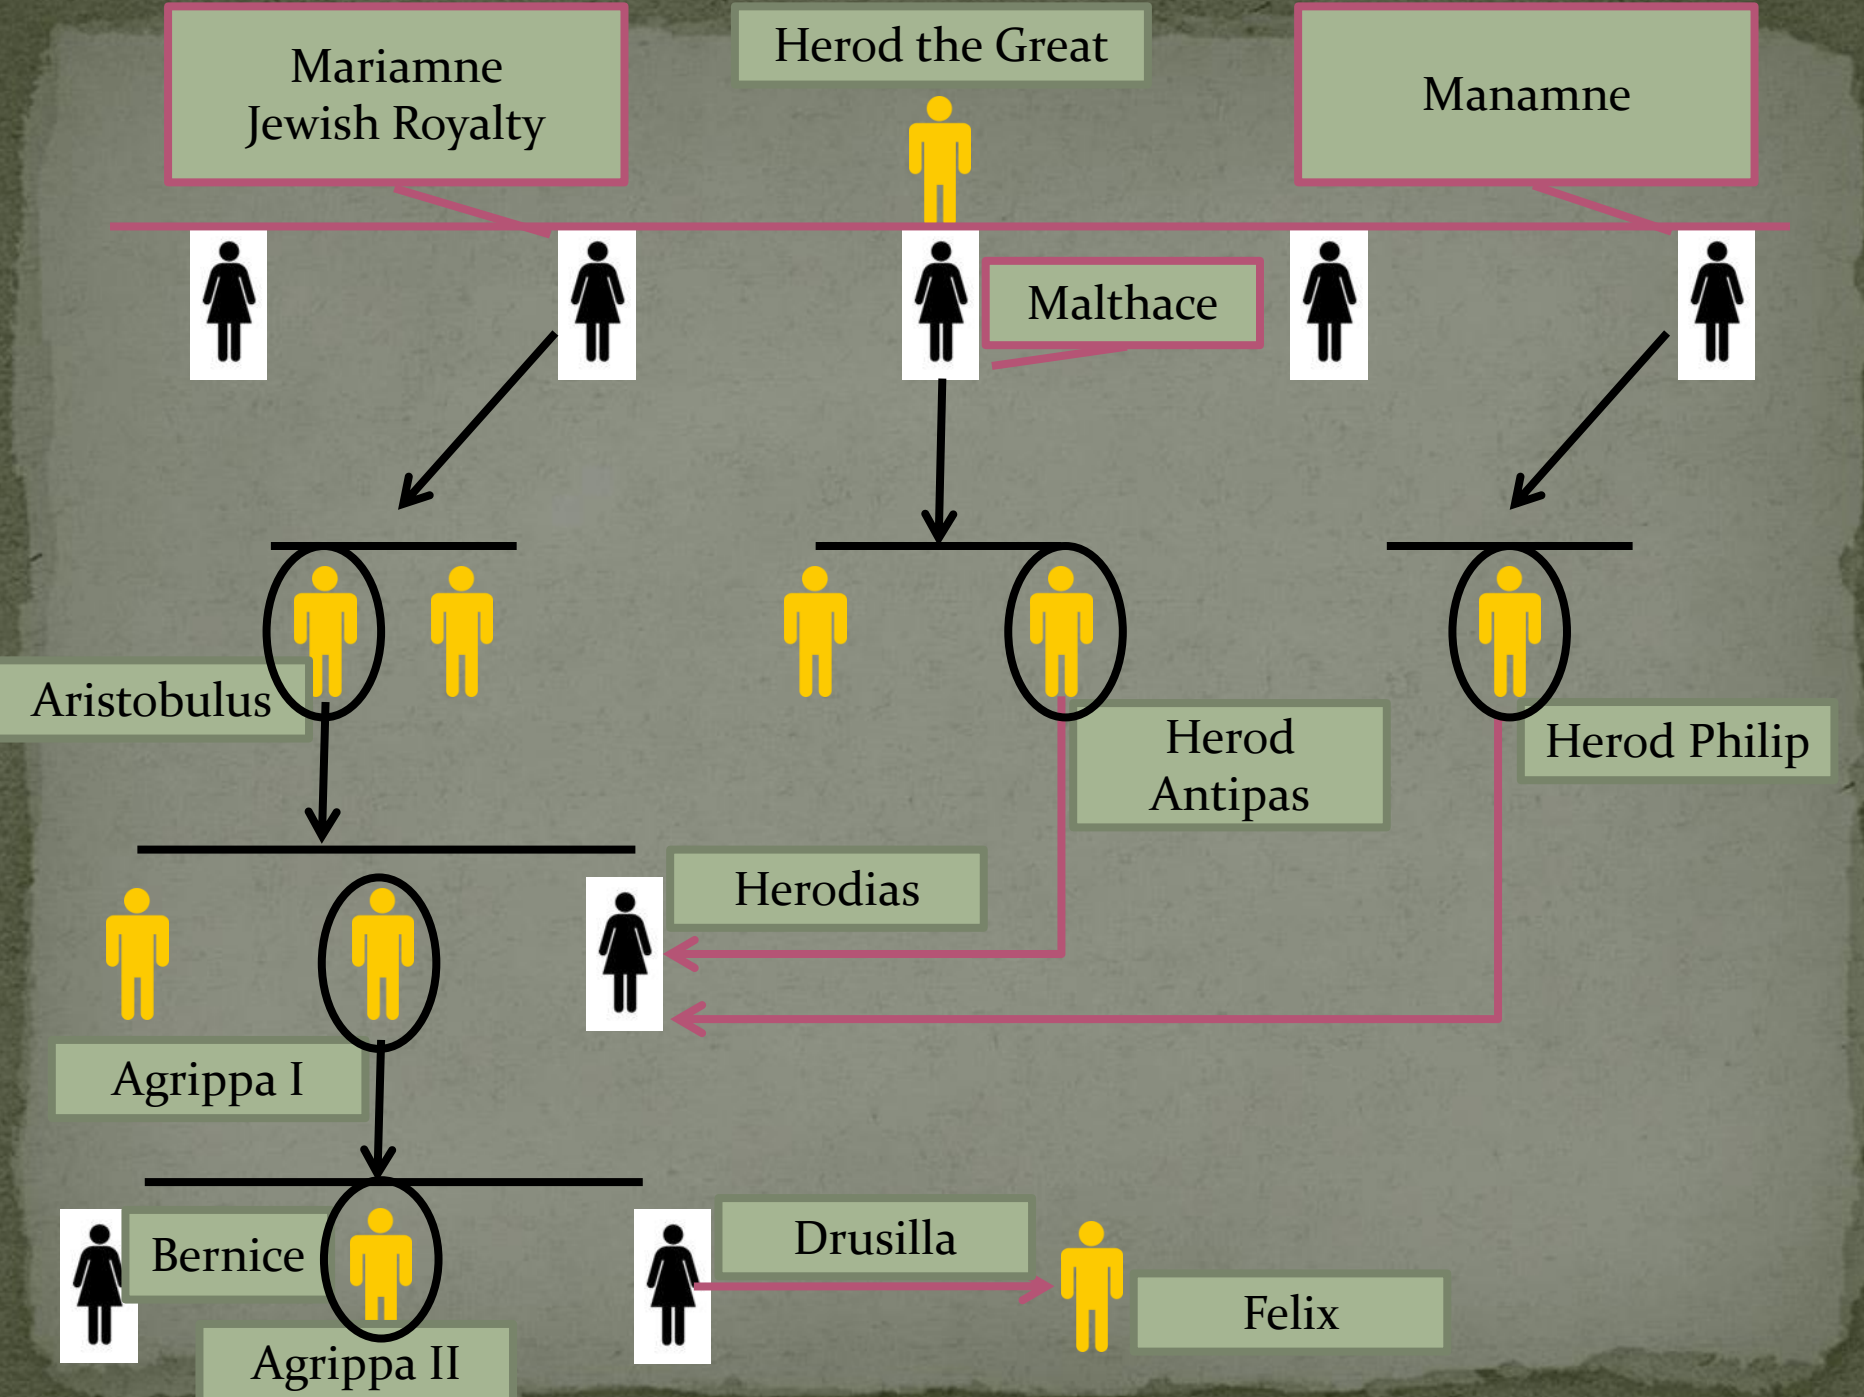 Mariamne
Jewish Royalty
Herod the Great
Manamne
Malthace
Aristobulus
Herod
Antipas
Herod Philip
Herodias
Agrippa I
Bernice
Drusilla
Felix
Agrippa II